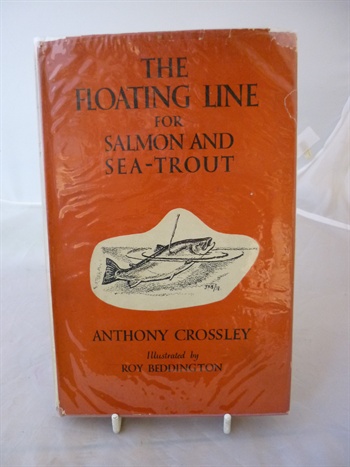 THE
FLOATING LINE
FOR
SALMON AND
SEA-TROUT
ANTHONY CROSSLEY
Illustrated by
ROY BEDDINGTON